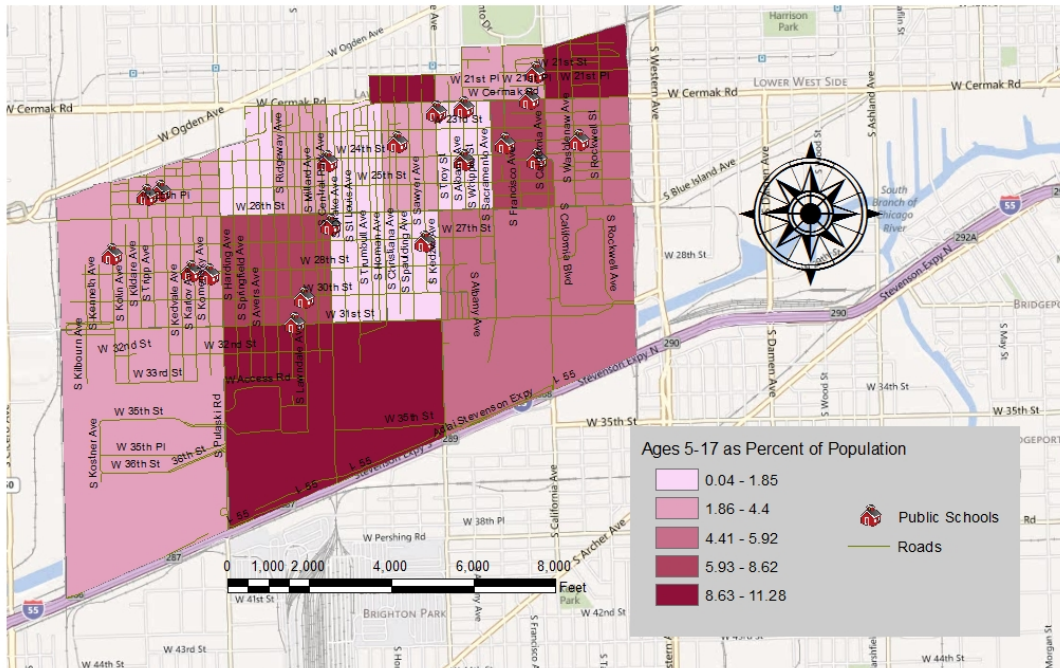 Ages 5-17 as Percent of Population
0.04 - 1.85
1.86 - 4.4
4.41 - 5.92
5.93 - 8.62
8.63 - 11.28
Public Schools
Roads
0 1,000 2,000 4,000 6,000 8,000
Feet
W Ogden Ave
Harrison
Park
LOWER WEST SIDE
W Cermak Rd
W Cermak Rd
W Cermak Rd
W Ogden Ave
W 21st St
W 21st Pl
W 21st Pl
W 21st Pl
W 23rd St
W 24th St
W 25th St
W 26th St
W 27th St
W 28th St
W 30th St
W 31st St
W 32nd St
W 32nd St
W 33rd St
W Access Rd
W 35th St
W 35th St
W 35th Pl
W 36th St
36th St
S Ridgeway Ave
S Millard Ave
S Central Park Ave
S St Louis Ave
S Trumbull Ave
S Homan Ave
S Christiana Ave
S Spaulding Ave
S Sawyer Ave
S Troy St
S Albany Ave
S Whipple St
S Sacramento Ave
S Francisco Ave
S California Ave
S Washtenaw Ave
S Rockwell St
S California Blvd
S Rockwell Ave
S Albany Ave
S Kenneth Ave
S Kolin Ave
S Kildare Ave
S Tripp Ave
S Kedvale Ave
S Karlov Ave
S Harding Ave
S Springfield Ave
S Avers Ave
S Lawndale Ave
S Kilbourn Ave
S Kostner Ave
S Pulaski Rd
S Western Ave
S Blue Island Ave
S Damen Ave
S Ashland Ave
South
Branch of
Chicago
River
55
292A
Stevenson Expy N
W 28th St
290
290
S Damen Ave
S Wood St
S May St
W 34th St
W 35th St
Stevenson Expy N
Adlai Stevenson Expy
I- 55
I- 55
I- 55
289
287
55
W Pershing Rd
W 38th Pl
S California Ave
S Archer Ave
W 41st St
BRIGHTON PARK
W 42nd St
W 43rd St
W 44th St
W 44th St